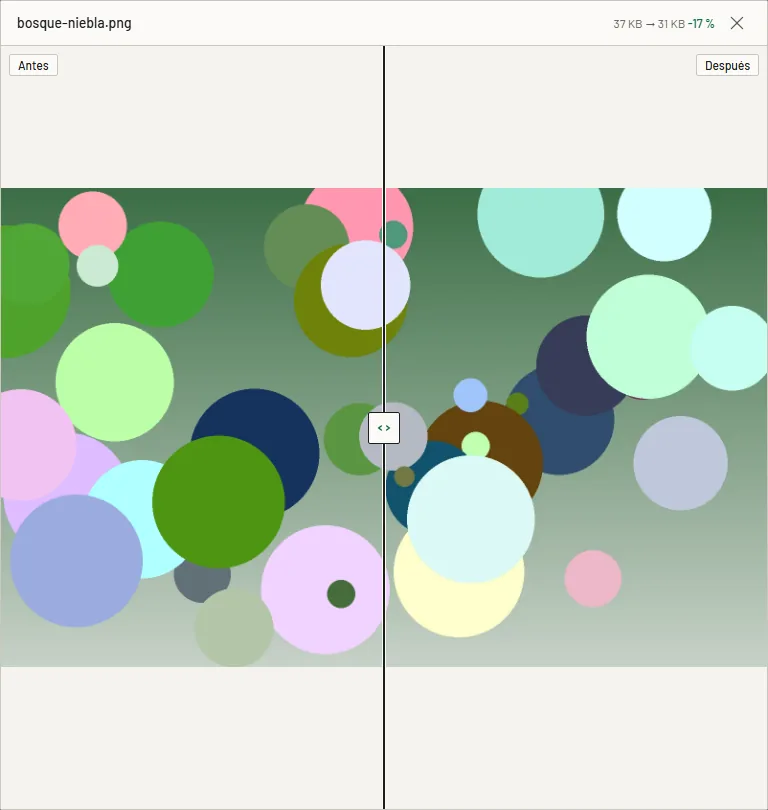 bosque-niebla.png
37 KB → 31 KB -17 %
Antes
Después